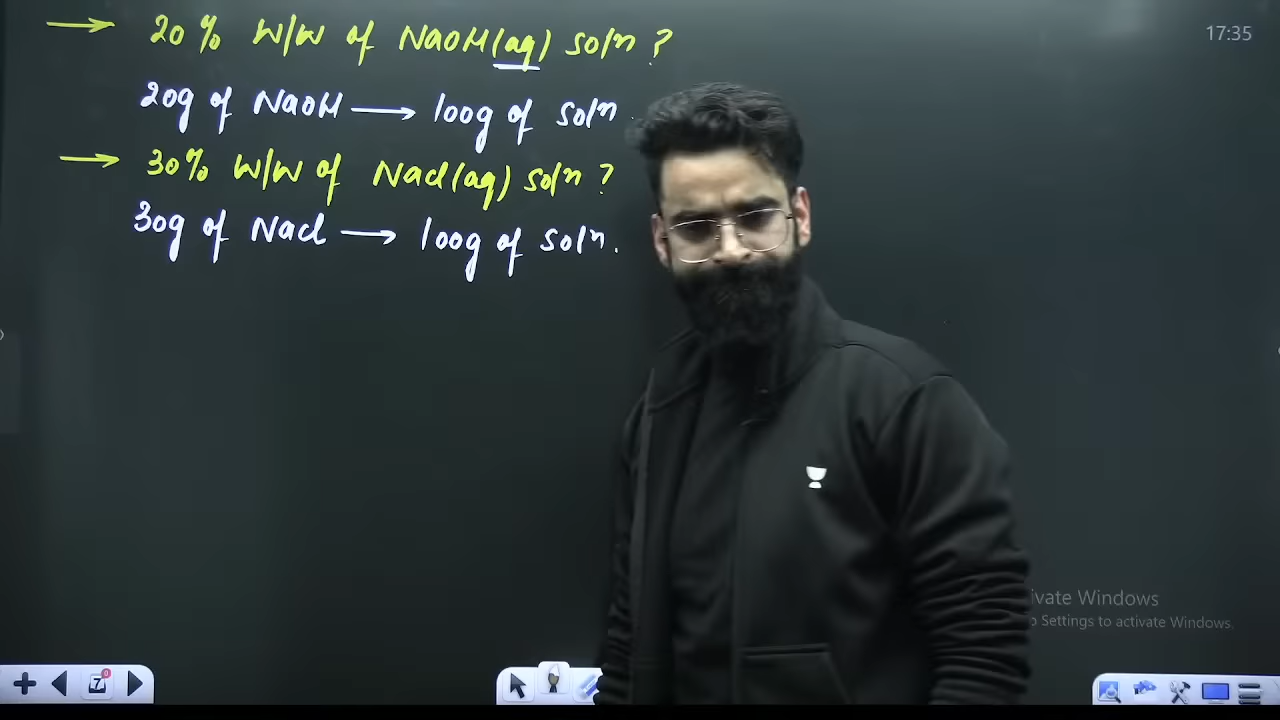 → 20% W/W of NaOH(aq) solⁿ ?
17:35
20g of NaOH → 100g of solⁿ.
→ 30% W/W of Nacl(aq) solⁿ ?
30g of Nacl → 100g of solⁿ.
ivate Windows
Settings to activate Windows.
7